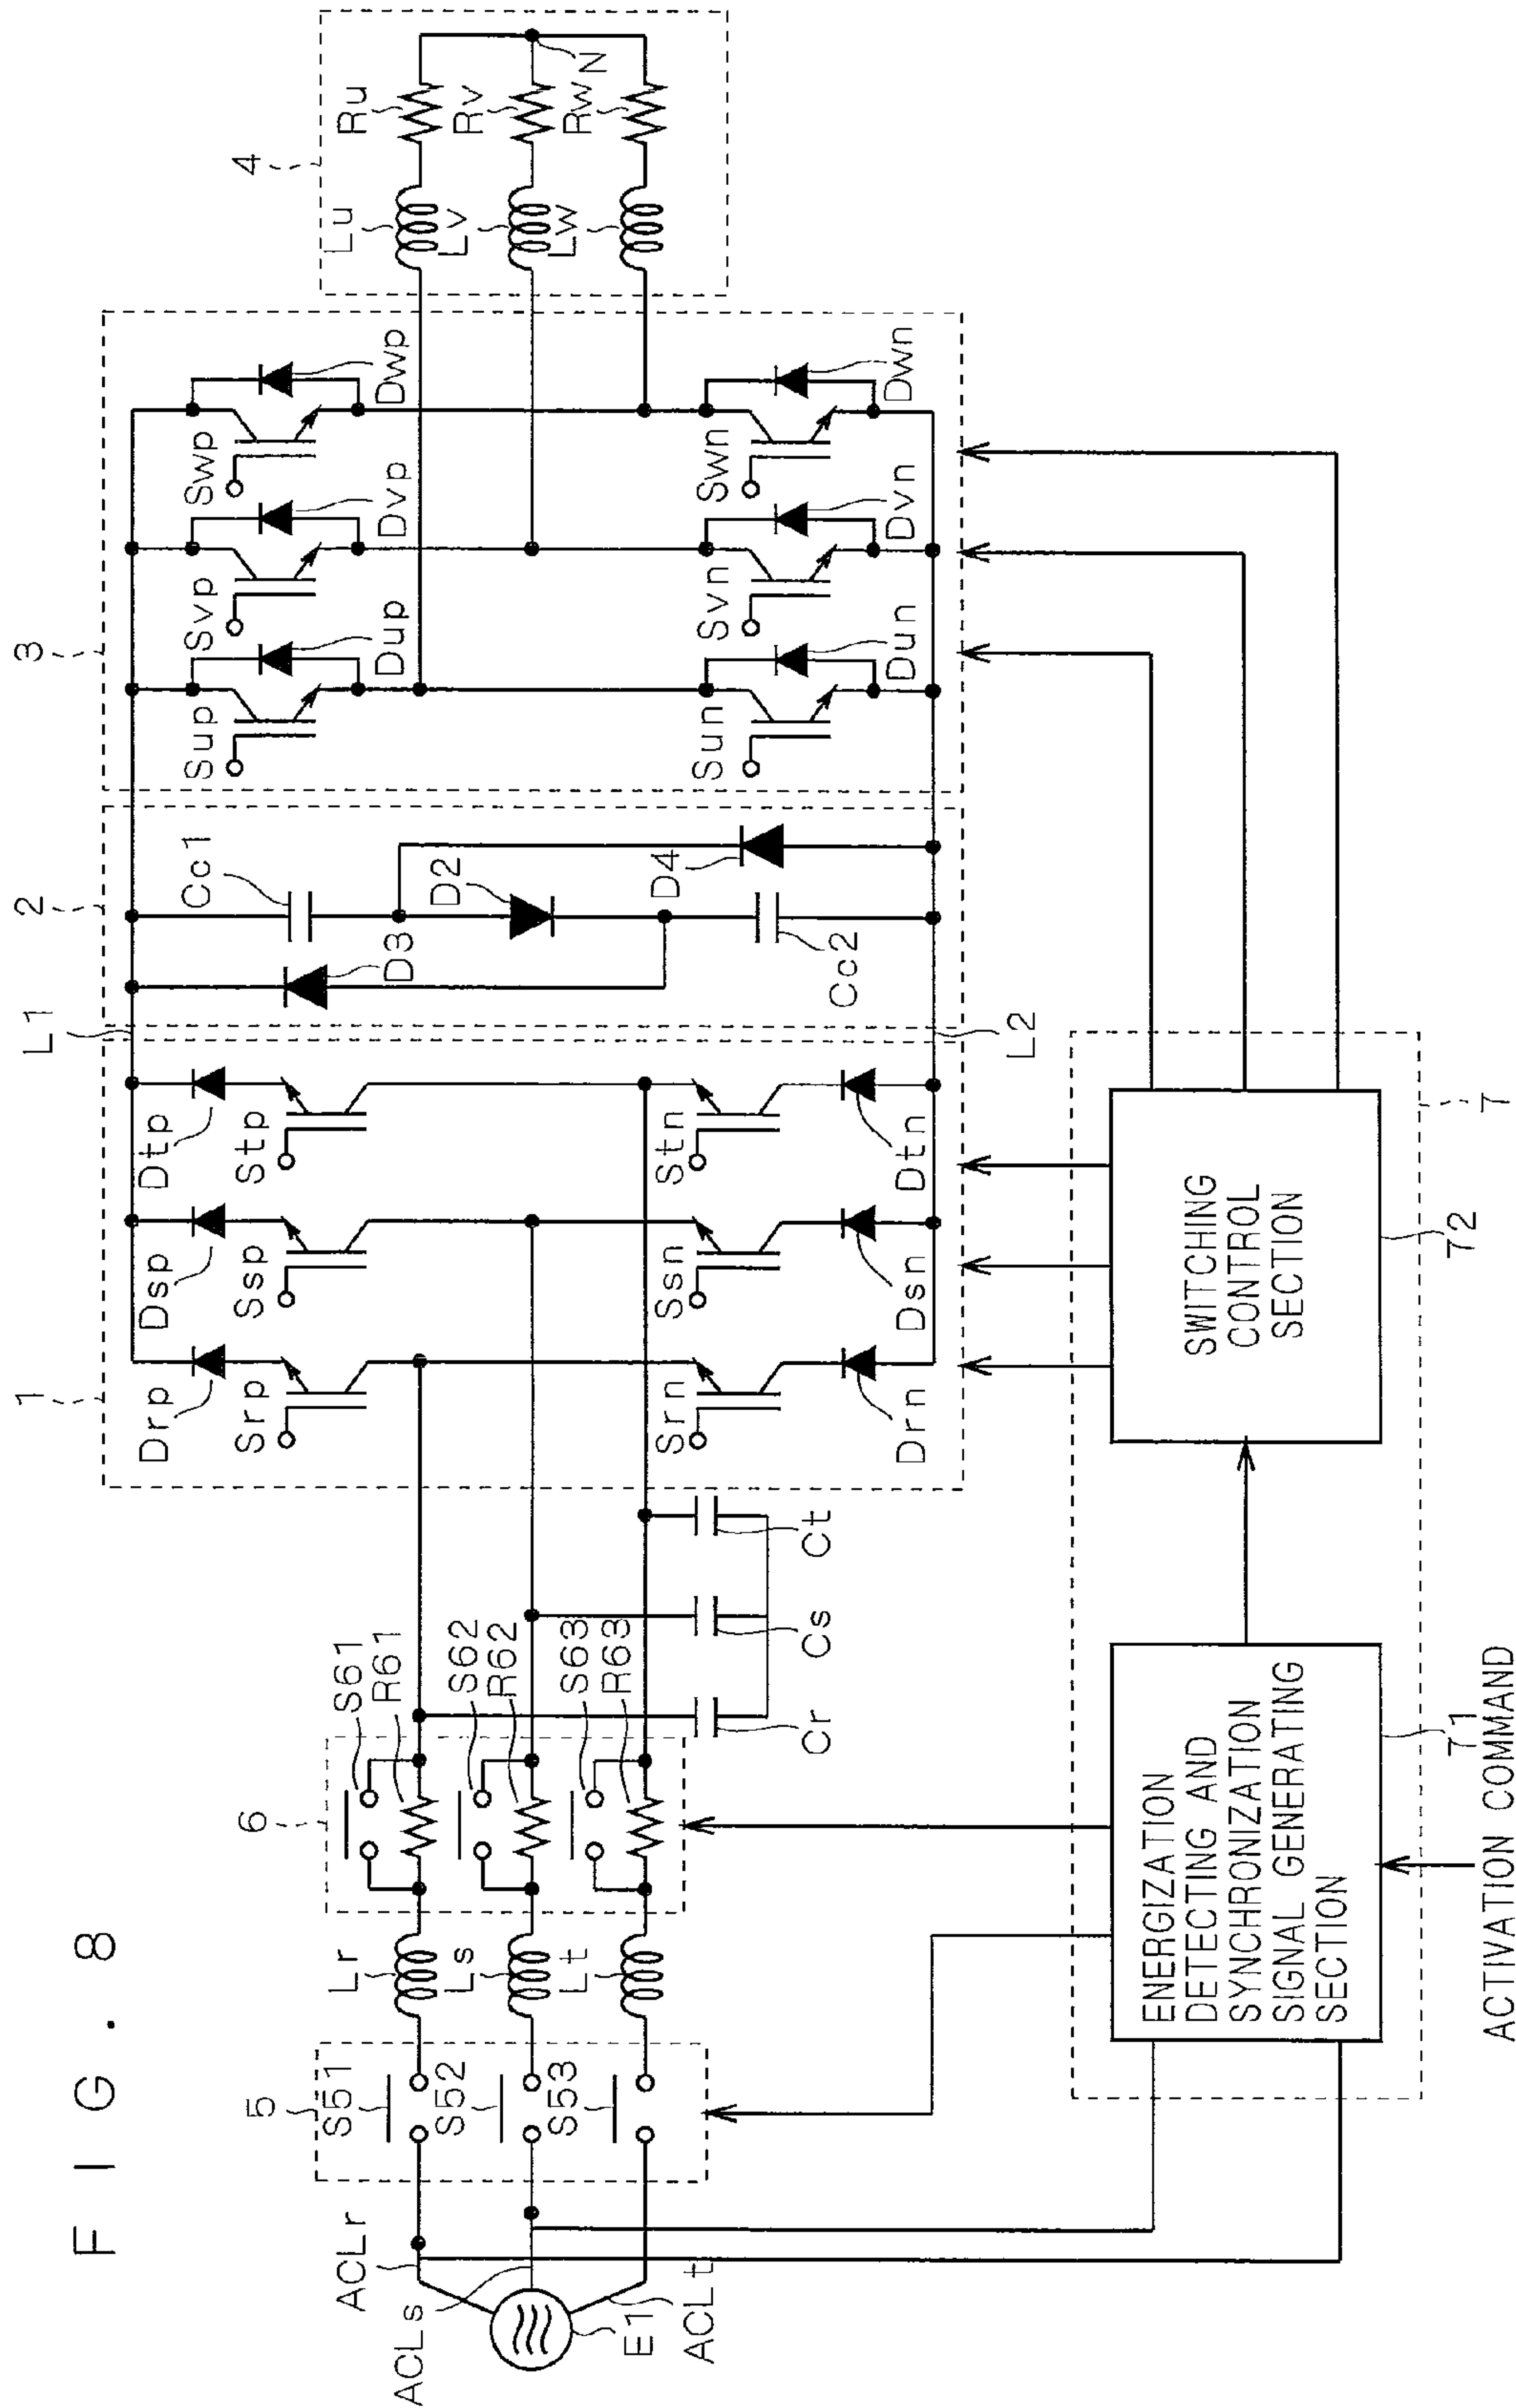 FIG. 8
1
2
3
4
5
6
7
L1
L2
Drp
Dsp
Dtp
Srp
Ssp
Stp
Srn
Ssn
Stn
Drn
Dsn
Dtn
Cc1
D2
D3
D4
Cc2
Sup
Svp
Swp
Dup
Dvp
Dwp
Sun
Svn
Swn
Dun
Dvn
Dwn
Lu
Ru
Lv
Rv
Lw
Rw
N
ACLr
ACLs
ACLt
E1
S51
S52
S53
Lr
Ls
Lt
S61
R61
S62
R62
S63
R63
Cr
Cs
Ct
ENERGIZATION
DETECTING AND
SYNCHRONIZATION
SIGNAL GENERATING
SECTION
71
SWITCHING
CONTROL
SECTION
72
ACTIVATION COMMAND